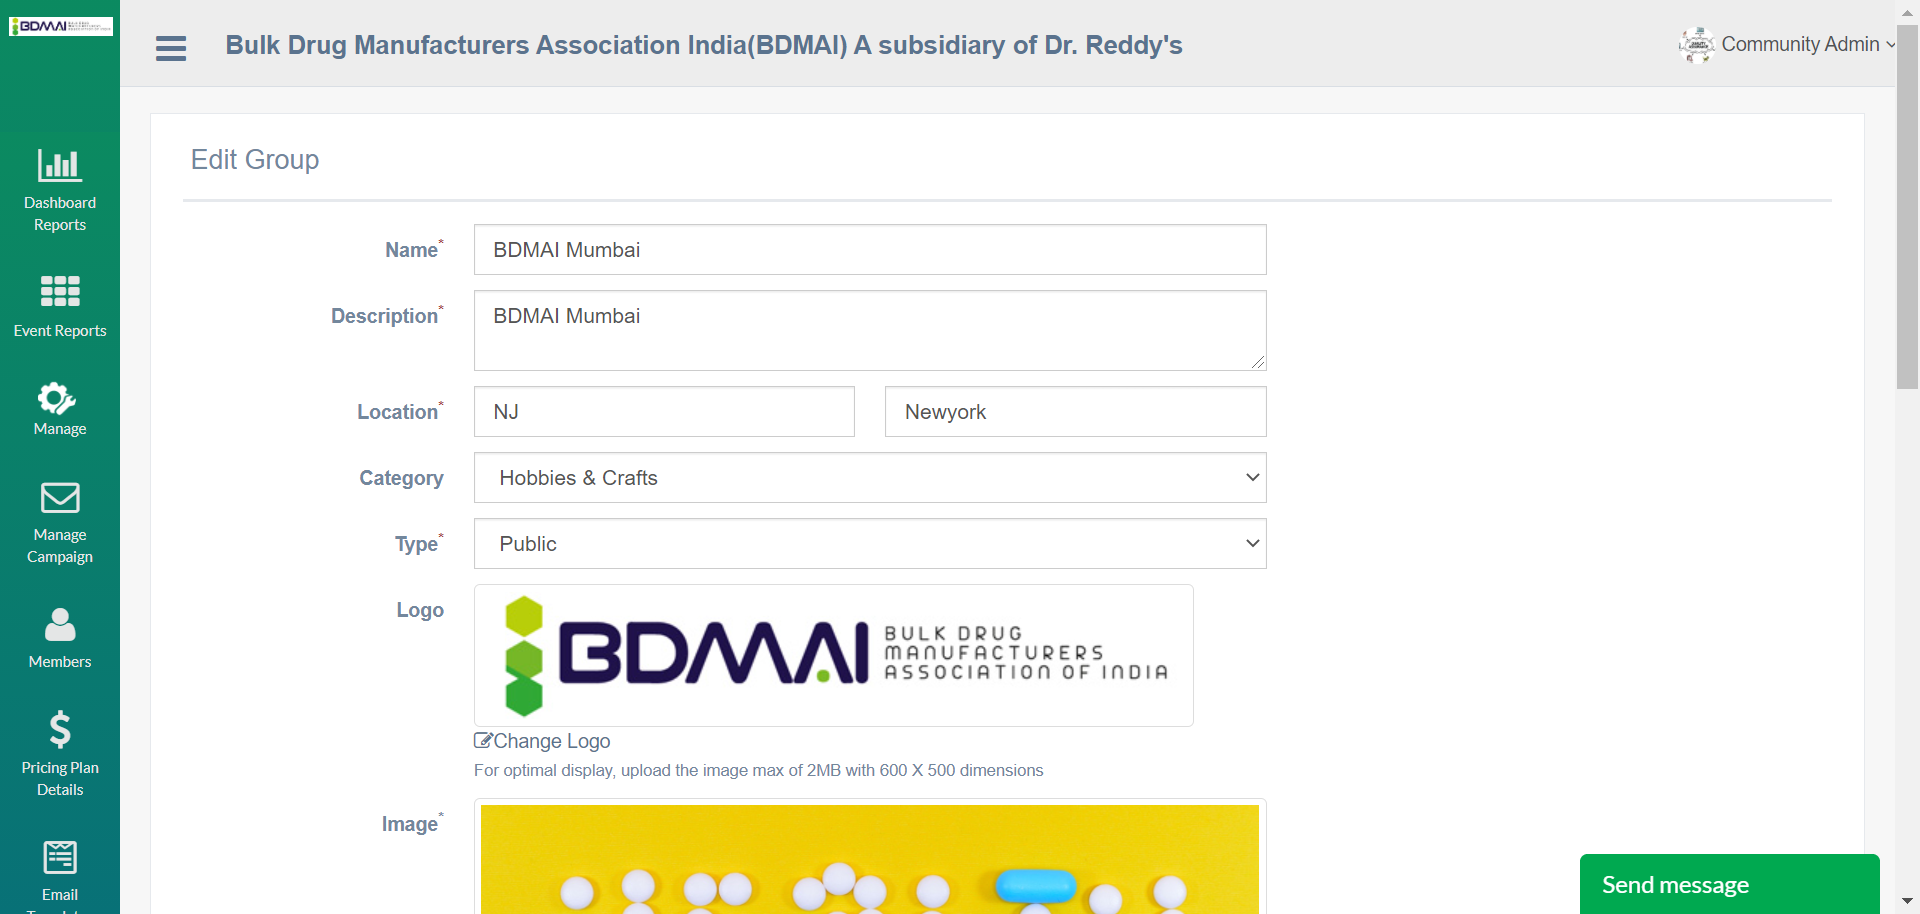 BDMAI
Bulk Drug Manufacturers Association India(BDMAI) A subsidiary of Dr. Reddy's
Community Admin
Dashboard
Reports
Event Reports
Manage
Manage
Campaign
Members
Pricing Plan
Details
Email
Edit Group
Name*
BDMAI Mumbai
Description*
BDMAI Mumbai
Location*
NJ
Newyork
Category
Hobbies & Crafts
Type*
Public
Logo
BDMAI
BULK DRUG
MANUFACTURERS
ASSOCIATION OF INDIA
Change Logo
For optimal display, upload the image max of 2MB with 600 X 500 dimensions
Image*
Send message